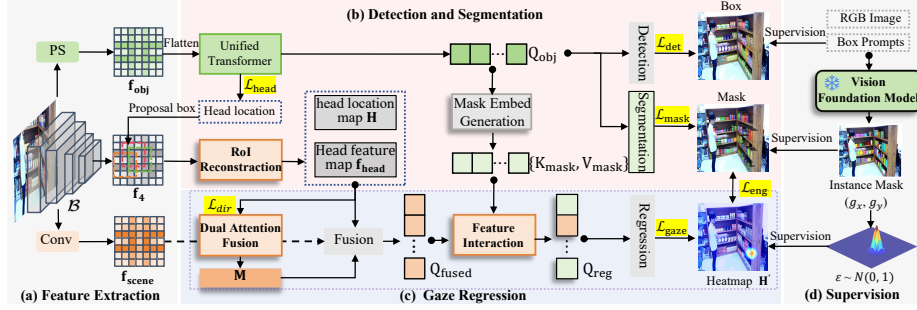 (b) Detection and Segmentation
PS
f_obj
Flatten
Unified
Transformer
ℒ_head
Proposal box
Head location
f_4
ℬ
Conv
f_scene
(a) Feature Extraction
RoI
Reconstruction
head location
map H
Head feature
map f_head
Q_obj
Mask Embed
Generation
{K_mask, V_mask}
Detection
ℒ_det
Segmentation
ℒ_mask
Box
Mask
ℒ_eng
ℒ_dir
Dual Attention
Fusion
M
Fusion
Q_fused
Feature
Interaction
Q_reg
Regression
ℒ_gaze
Heatmap H
(c) Gaze Regression
RGB Image
Box Prompts
Supervision
Vision
Foundation Model
Supervision
Instance Mask
(g_x, g_y)
Supervision
ε ~ N(0, 1)
(d) Supervision